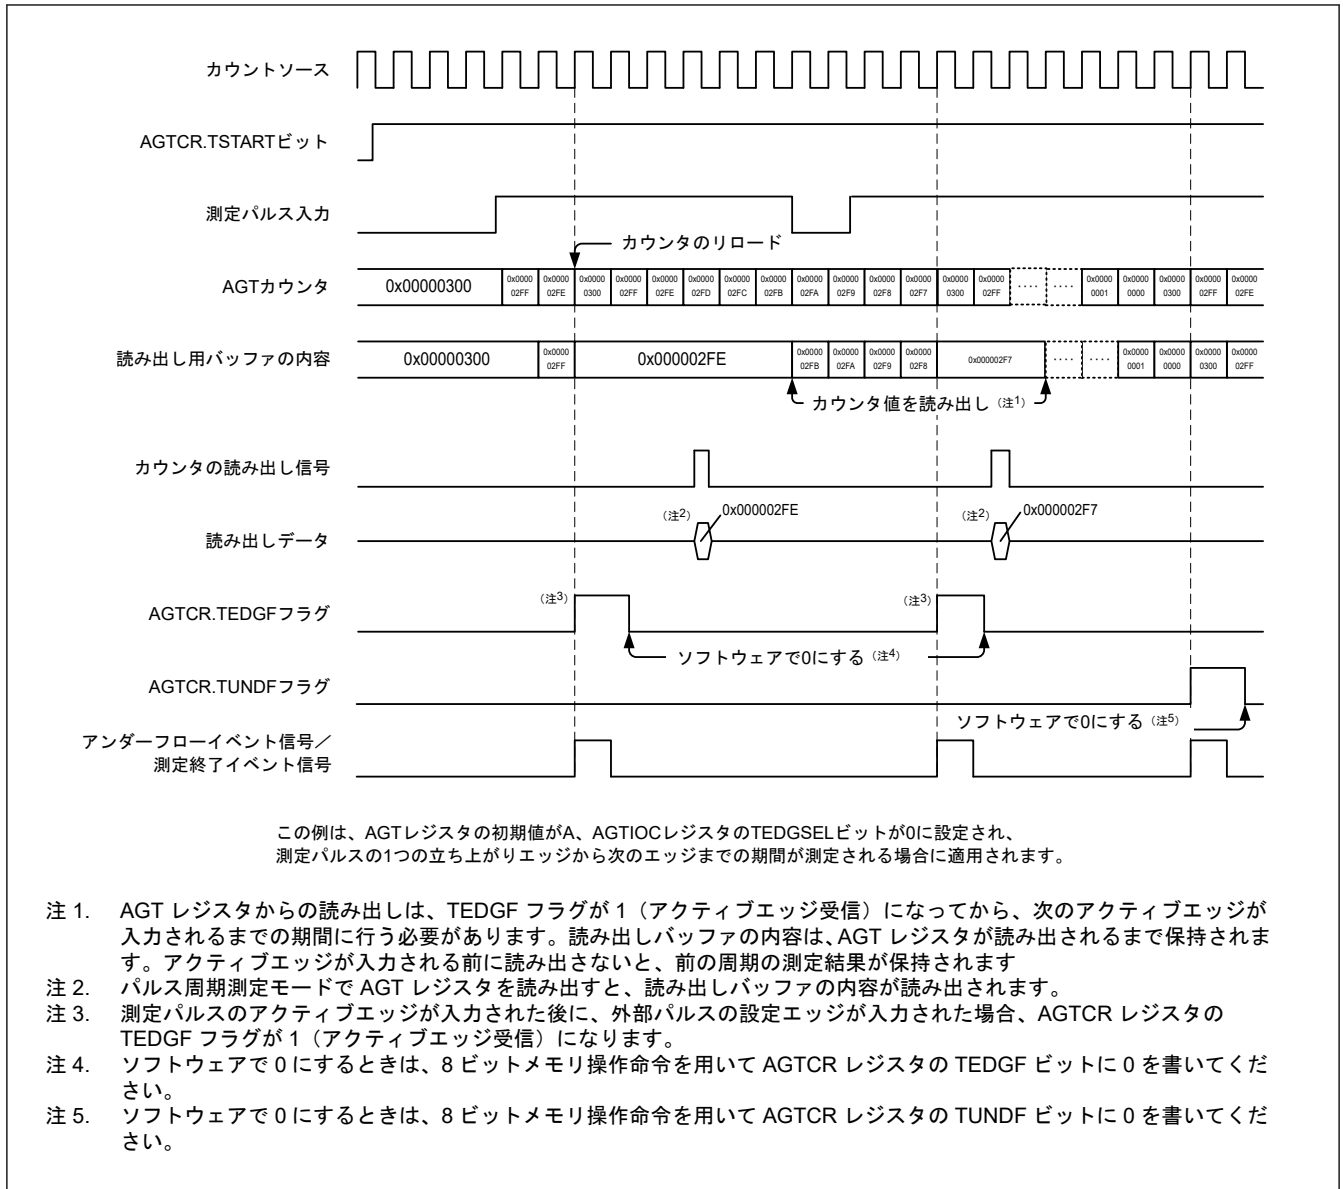 カウントソース
AGTCR.TSTARTビット
測定パルス入力
カウンタのリロード
AGTカウンタ
0x00000300
0x0000 02FF
0x0000 02FE
0x0000 0300
0x0000 02FF
0x0000 02FE
0x0000 02FD
0x0000 02FC
0x0000 02FB
0x0000 02FA
0x0000 02F9
0x0000 02F8
0x0000 02F7
0x0000 0300
0x0000 02FF
....
....
0x0000 0001
0x0000 0000
0x0000 0300
0x0000 02FF
0x0000 02FE
読み出し用バッファの内容
0x00000300
0x0000 02FF
0x000002FE
0x0000 02FB
0x0000 02FA
0x0000 02F9
0x0000 02F8
0x000002F7
....
....
0x0000 0001
0x0000 0000
0x0000 0300
0x0000 02FF
カウンタ値を読み出し（注1）
カウンタの読み出し信号
（注2）
0x000002FE
（注2）
0x000002F7
読み出しデータ
（注3）
（注3）
AGTCR.TEDGFフラグ
ソフトウェアで0にする（注4）
AGTCR.TUNDFフラグ
ソフトウェアで0にする（注5）
アンダーフローイベント信号／
測定終了イベント信号
この例は、AGTレジスタの初期値がA、AGTIOCレジスタのTEDGSELビットが0に設定され、
測定パルスの1つの立ち上がりエッジから次のエッジまでの期間が測定される場合に適用されます。
注 1. AGT レジスタからの読み出しは、TEDGF フラグが 1（アクティブエッジ受信）になってから、次のアクティブエッジが
入力されるまでの期間に行う必要があります。読み出しバッファの内容は、AGT レジスタが読み出されるまで保持されま
す。アクティブエッジが入力される前に読み出さないと、前の周期の測定結果が保持されます
注 2. パルス周期測定モードで AGT レジスタを読み出すと、読み出しバッファの内容が読み出されます。
注 3. 測定パルスのアクティブエッジが入力された後に、外部パルスの設定エッジが入力された場合、AGTCR レジスタの
TEDGF フラグが 1（アクティブエッジ受信）になります。
注 4. ソフトウェアで 0 にするときは、8 ビットメモリ操作命令を用いて AGTCR レジスタの TEDGF ビットに 0 を書いてくだ
さい。
注 5. ソフトウェアで 0 にするときは、8 ビットメモリ操作命令を用いて AGTCR レジスタの TUNDF ビットに 0 を書いてくだ
さい。